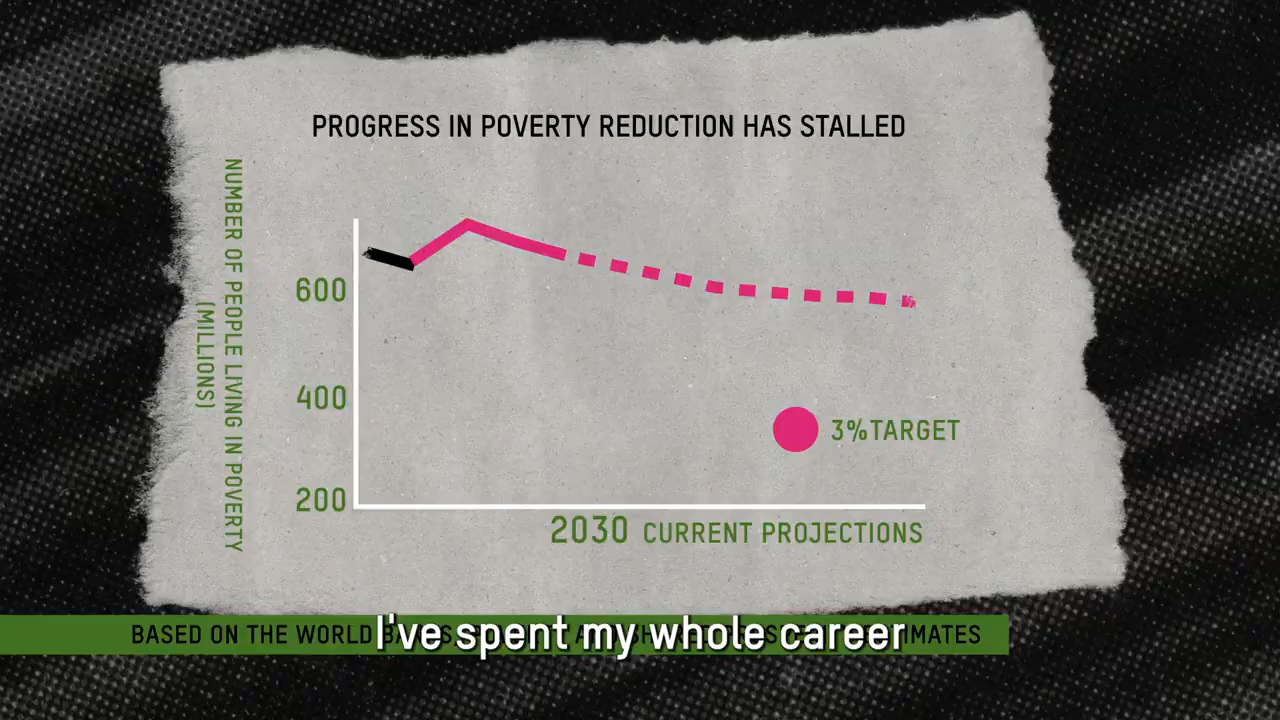 PROGRESS IN POVERTY REDUCTION HAS STALLED
NUMBER OF PEOPLE LIVING IN POVERTY
(MILLIONS)
600
400
200
3% TARGET
2030 CURRENT PROJECTIONS
BASED ON THE WORLD
I've spent my whole career